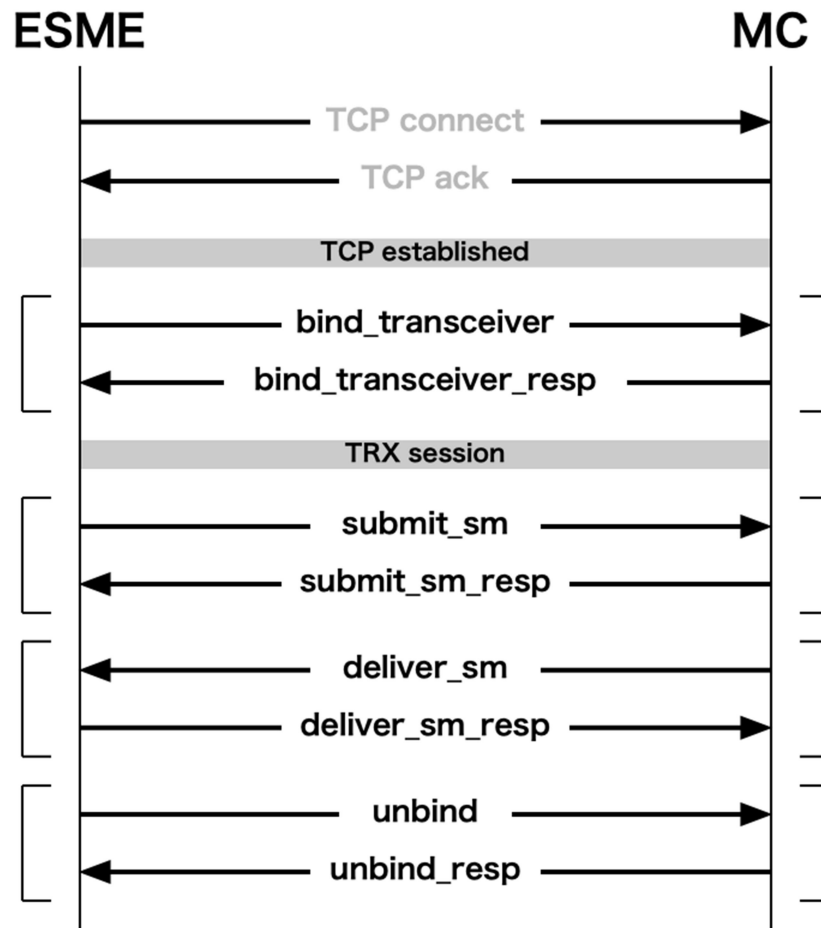 ESME MC
TCP connect
TCP ack
TCP established
bind_transceiver
bind_transceiver_resp
TRX session
submit_sm
submit_sm_resp
deliver_sm
deliver_sm_resp
unbind
unbind_resp